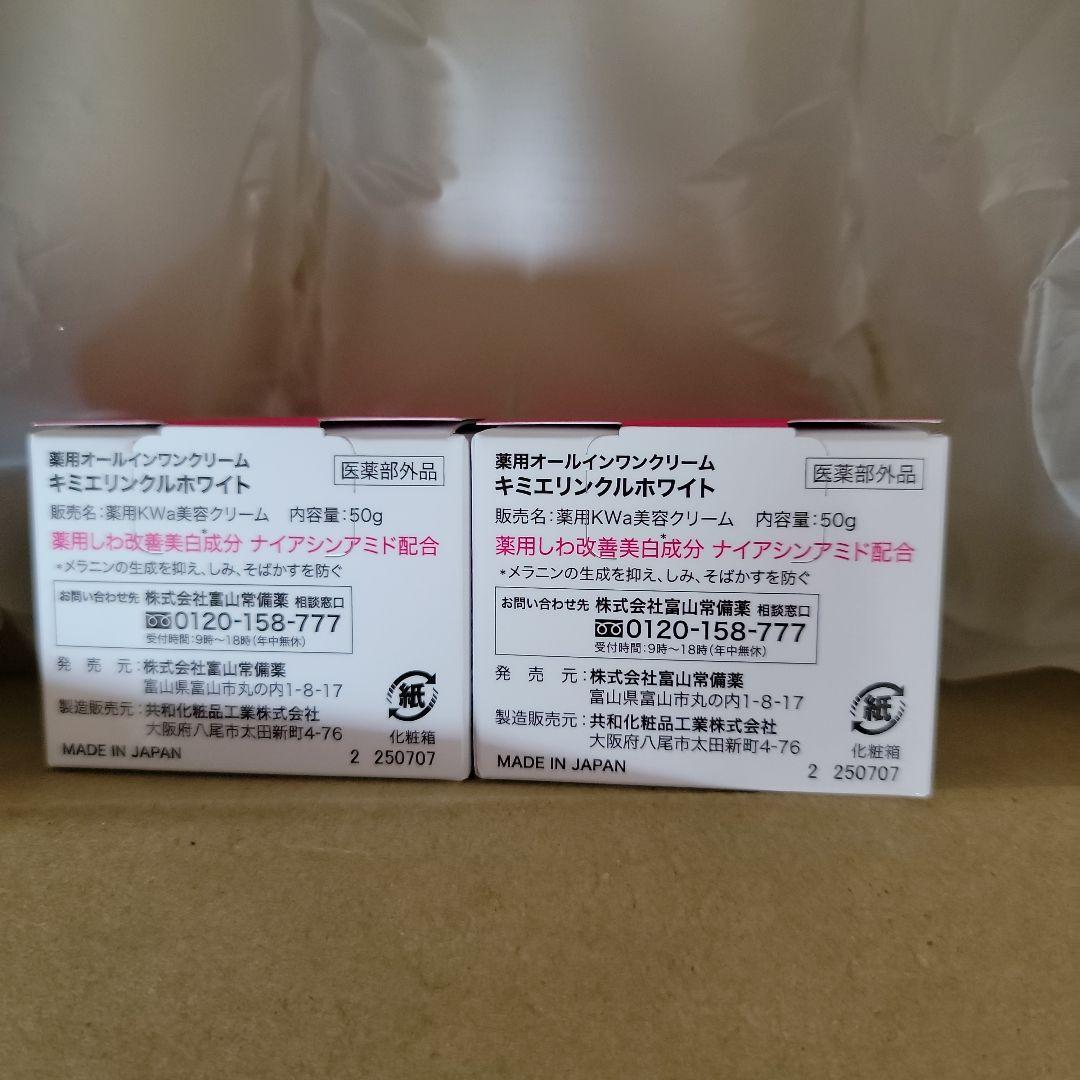 薬用オールインワンクリーム
キミエリンクルホワイト
医薬部外品
販売名：薬用KWa美容クリーム 内容量：50g
薬用しわ改善美白*成分 ナイアシンアミド配合
*メラニンの生成を抑え、しみ、そばかすを防ぐ
お問い合わせ先 株式会社富山常備薬 相談窓口
0120-158-777
受付時間：9時～18時（年中無休）
発売元：株式会社富山常備薬
富山県富山市丸の内1-8-17
製造販売元：共和化粧品工業株式会社
大阪府八尾市太田新町4-76
MADE IN JAPAN
紙
化粧箱
2 250707
薬用オールインワンクリーム
キミエリンクルホワイト
医薬部外品
販売名：薬用KWa美容クリーム 内容量：50g
薬用しわ改善美白*成分 ナイアシンアミド配合
*メラニンの生成を抑え、しみ、そばかすを防ぐ
お問い合わせ先 株式会社富山常備薬 相談窓口
0120-158-777
受付時間：9時～18時（年中無休）
発売元：株式会社富山常備薬
富山県富山市丸の内1-8-17
製造販売元：共和化粧品工業株式会社
大阪府八尾市太田新町4-76
MADE IN JAPAN
紙
化粧箱
2 250707